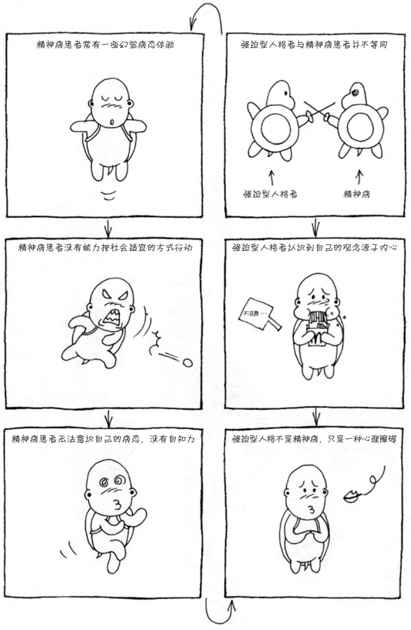 精神病患者常有一些幻觉病态体验
强迫型人格者与精神病患者并不等同
强迫型人格者
精神病
精神病患者没有能力按社会适宜的方式行动
强迫型人格者认识到自己的观念源于内心
精神病患者无法意识自己的病态，没有自知力
强迫型人格不是精神病，只是一种心理障碍